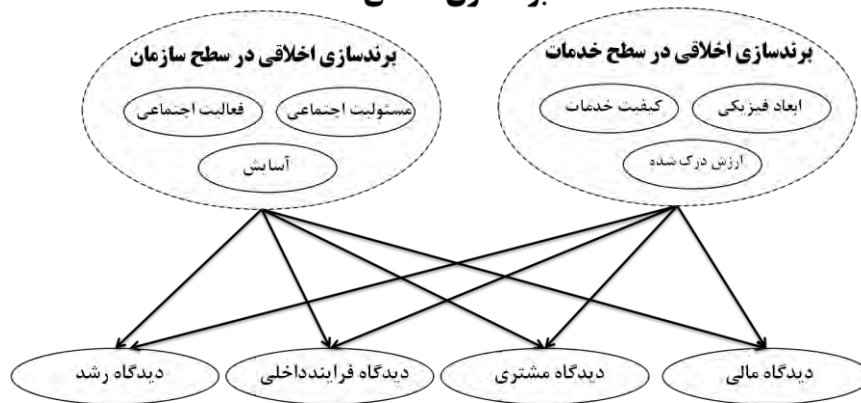 برندسازی اخلاقی در سطح خدمات
برندسازی اخلاقی در سطح سازمان
ابعاد فیزیکی
کیفیت خدمات
مسئولیت اجتماعی
فعالیت اجتماعی
ارزش درک شده
آسایش
دیدگاه مالی
دیدگاه مشتری
دیدگاه فرایندداخلی
دیدگاه رشد